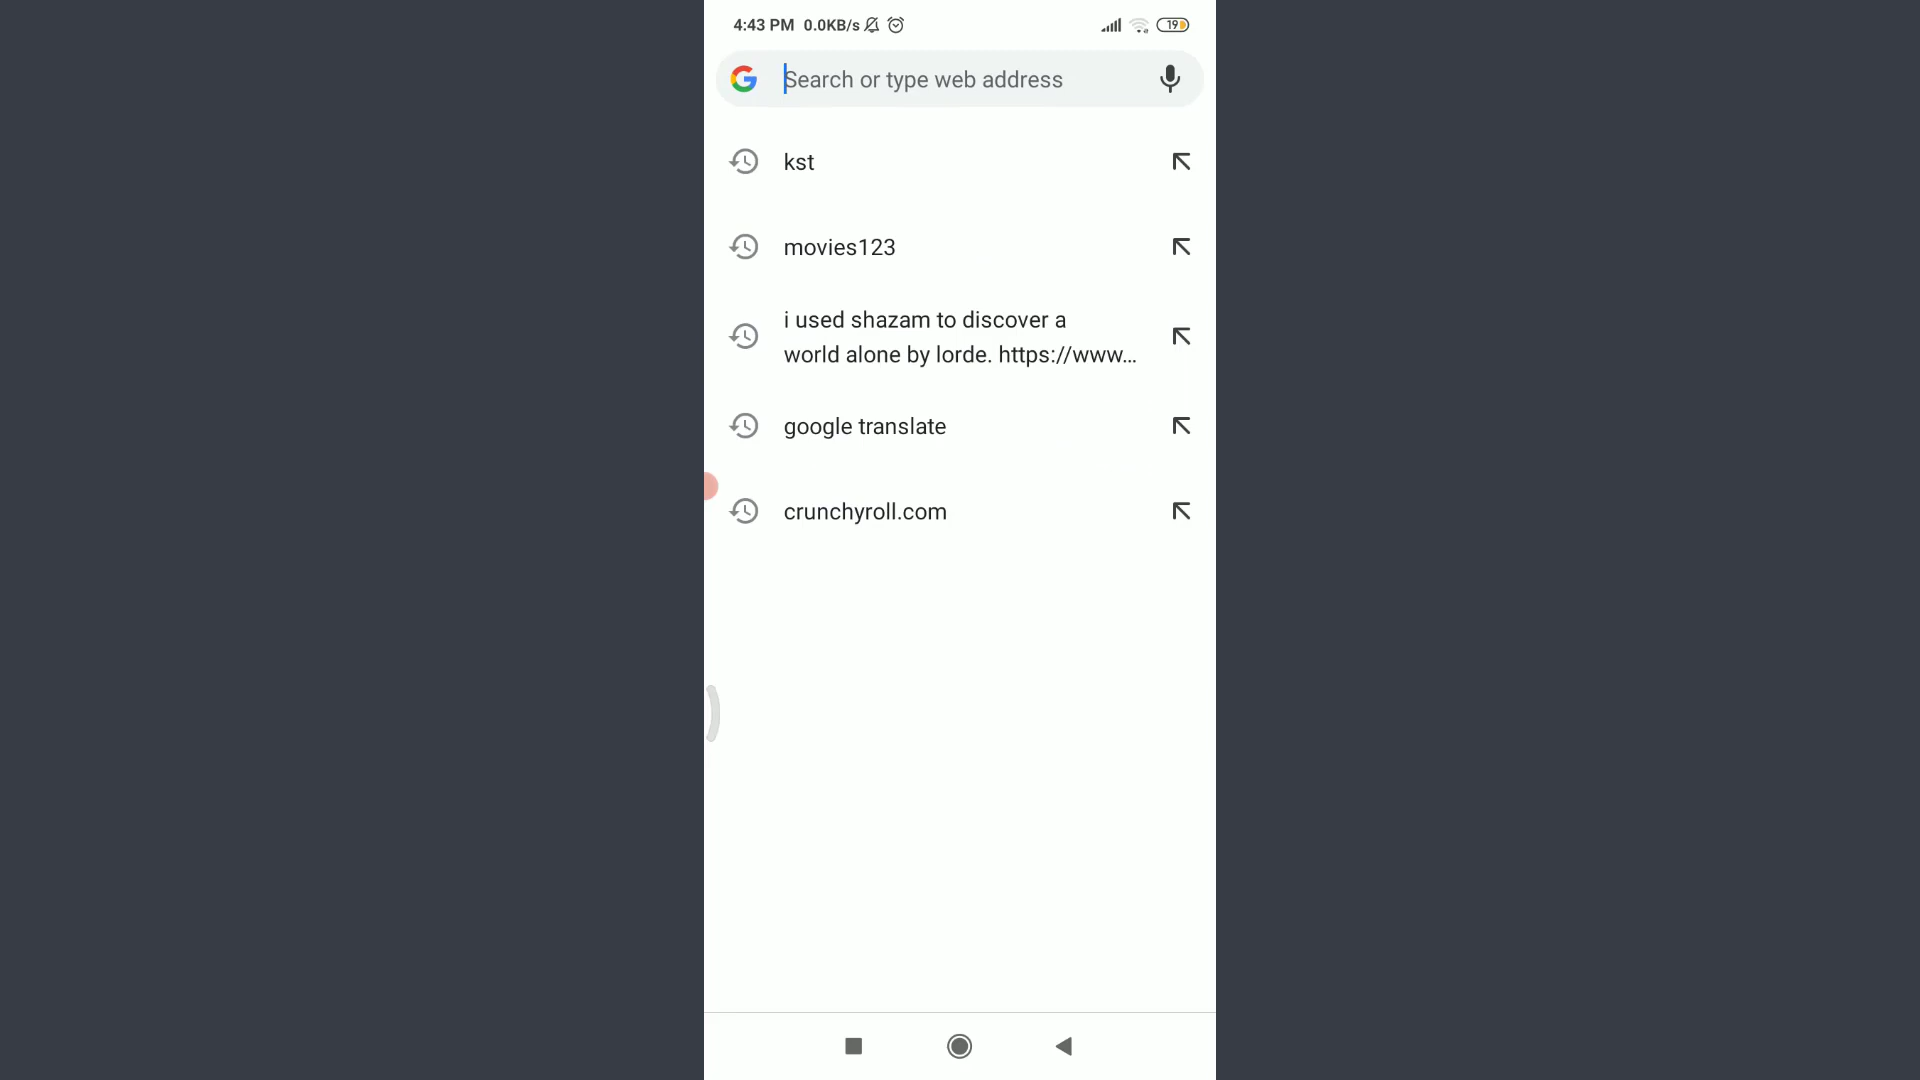 4:43 PM 0.0KB/s 19
Search or type web address
kst
movies123
i used shazam to discover a
world alone by lorde. https://www...
google translate
crunchyroll.com